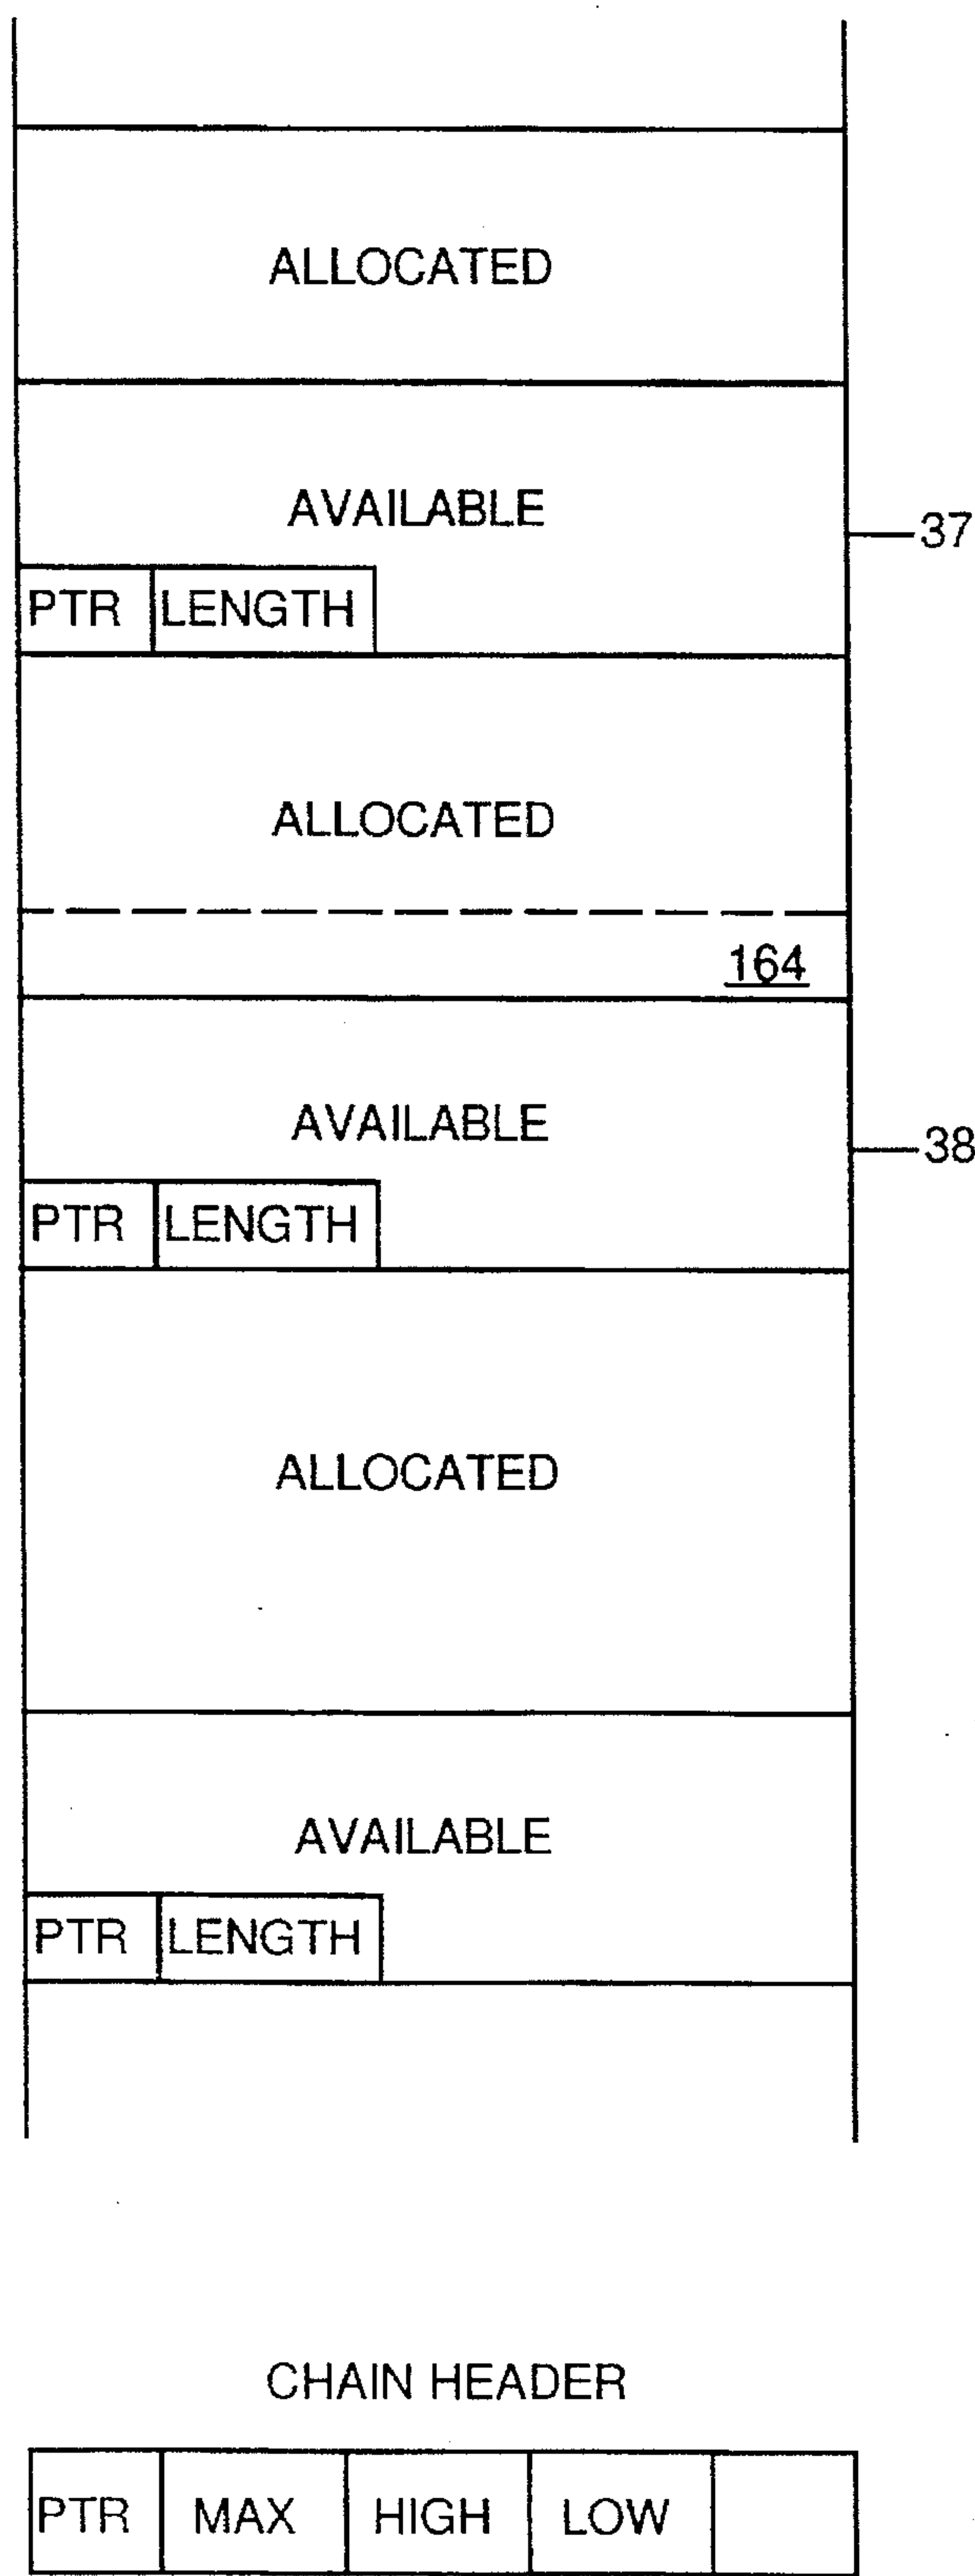 ALLOCATED
AVAILABLE
37
PTR LENGTH
ALLOCATED
164
AVAILABLE
38
PTR LENGTH
ALLOCATED
AVAILABLE
PTR LENGTH
CHAIN HEADER
PTR MAX HIGH LOW